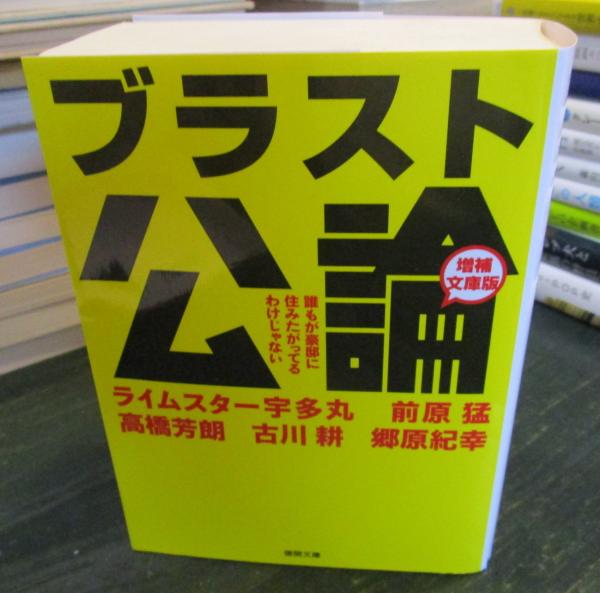 ブラスト
公論
増補
文庫版
誰もが豪邸に
住みたがってる
わけじゃない
ライムスター宇多丸 前原 猛
高橋芳朗 古川 耕 郷原紀幸
徳間文庫